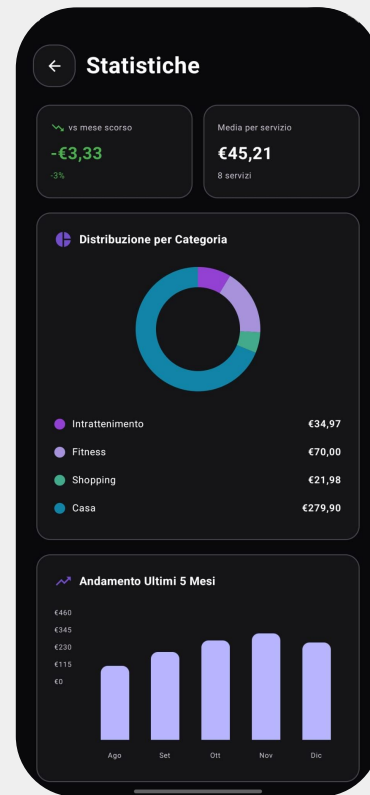 Statistiche
vs mese scorso
-€3,33
-3%
Media per servizio
€45,21
8 servizi
Distribuzione per Categoria
Intrattenimento €34,97
Fitness €70,00
Shopping €21,98
Casa €279,90
Andamento Ultimi 5 Mesi
€460
€345
€230
€115
€0
Ago Set Ott Nov Dic